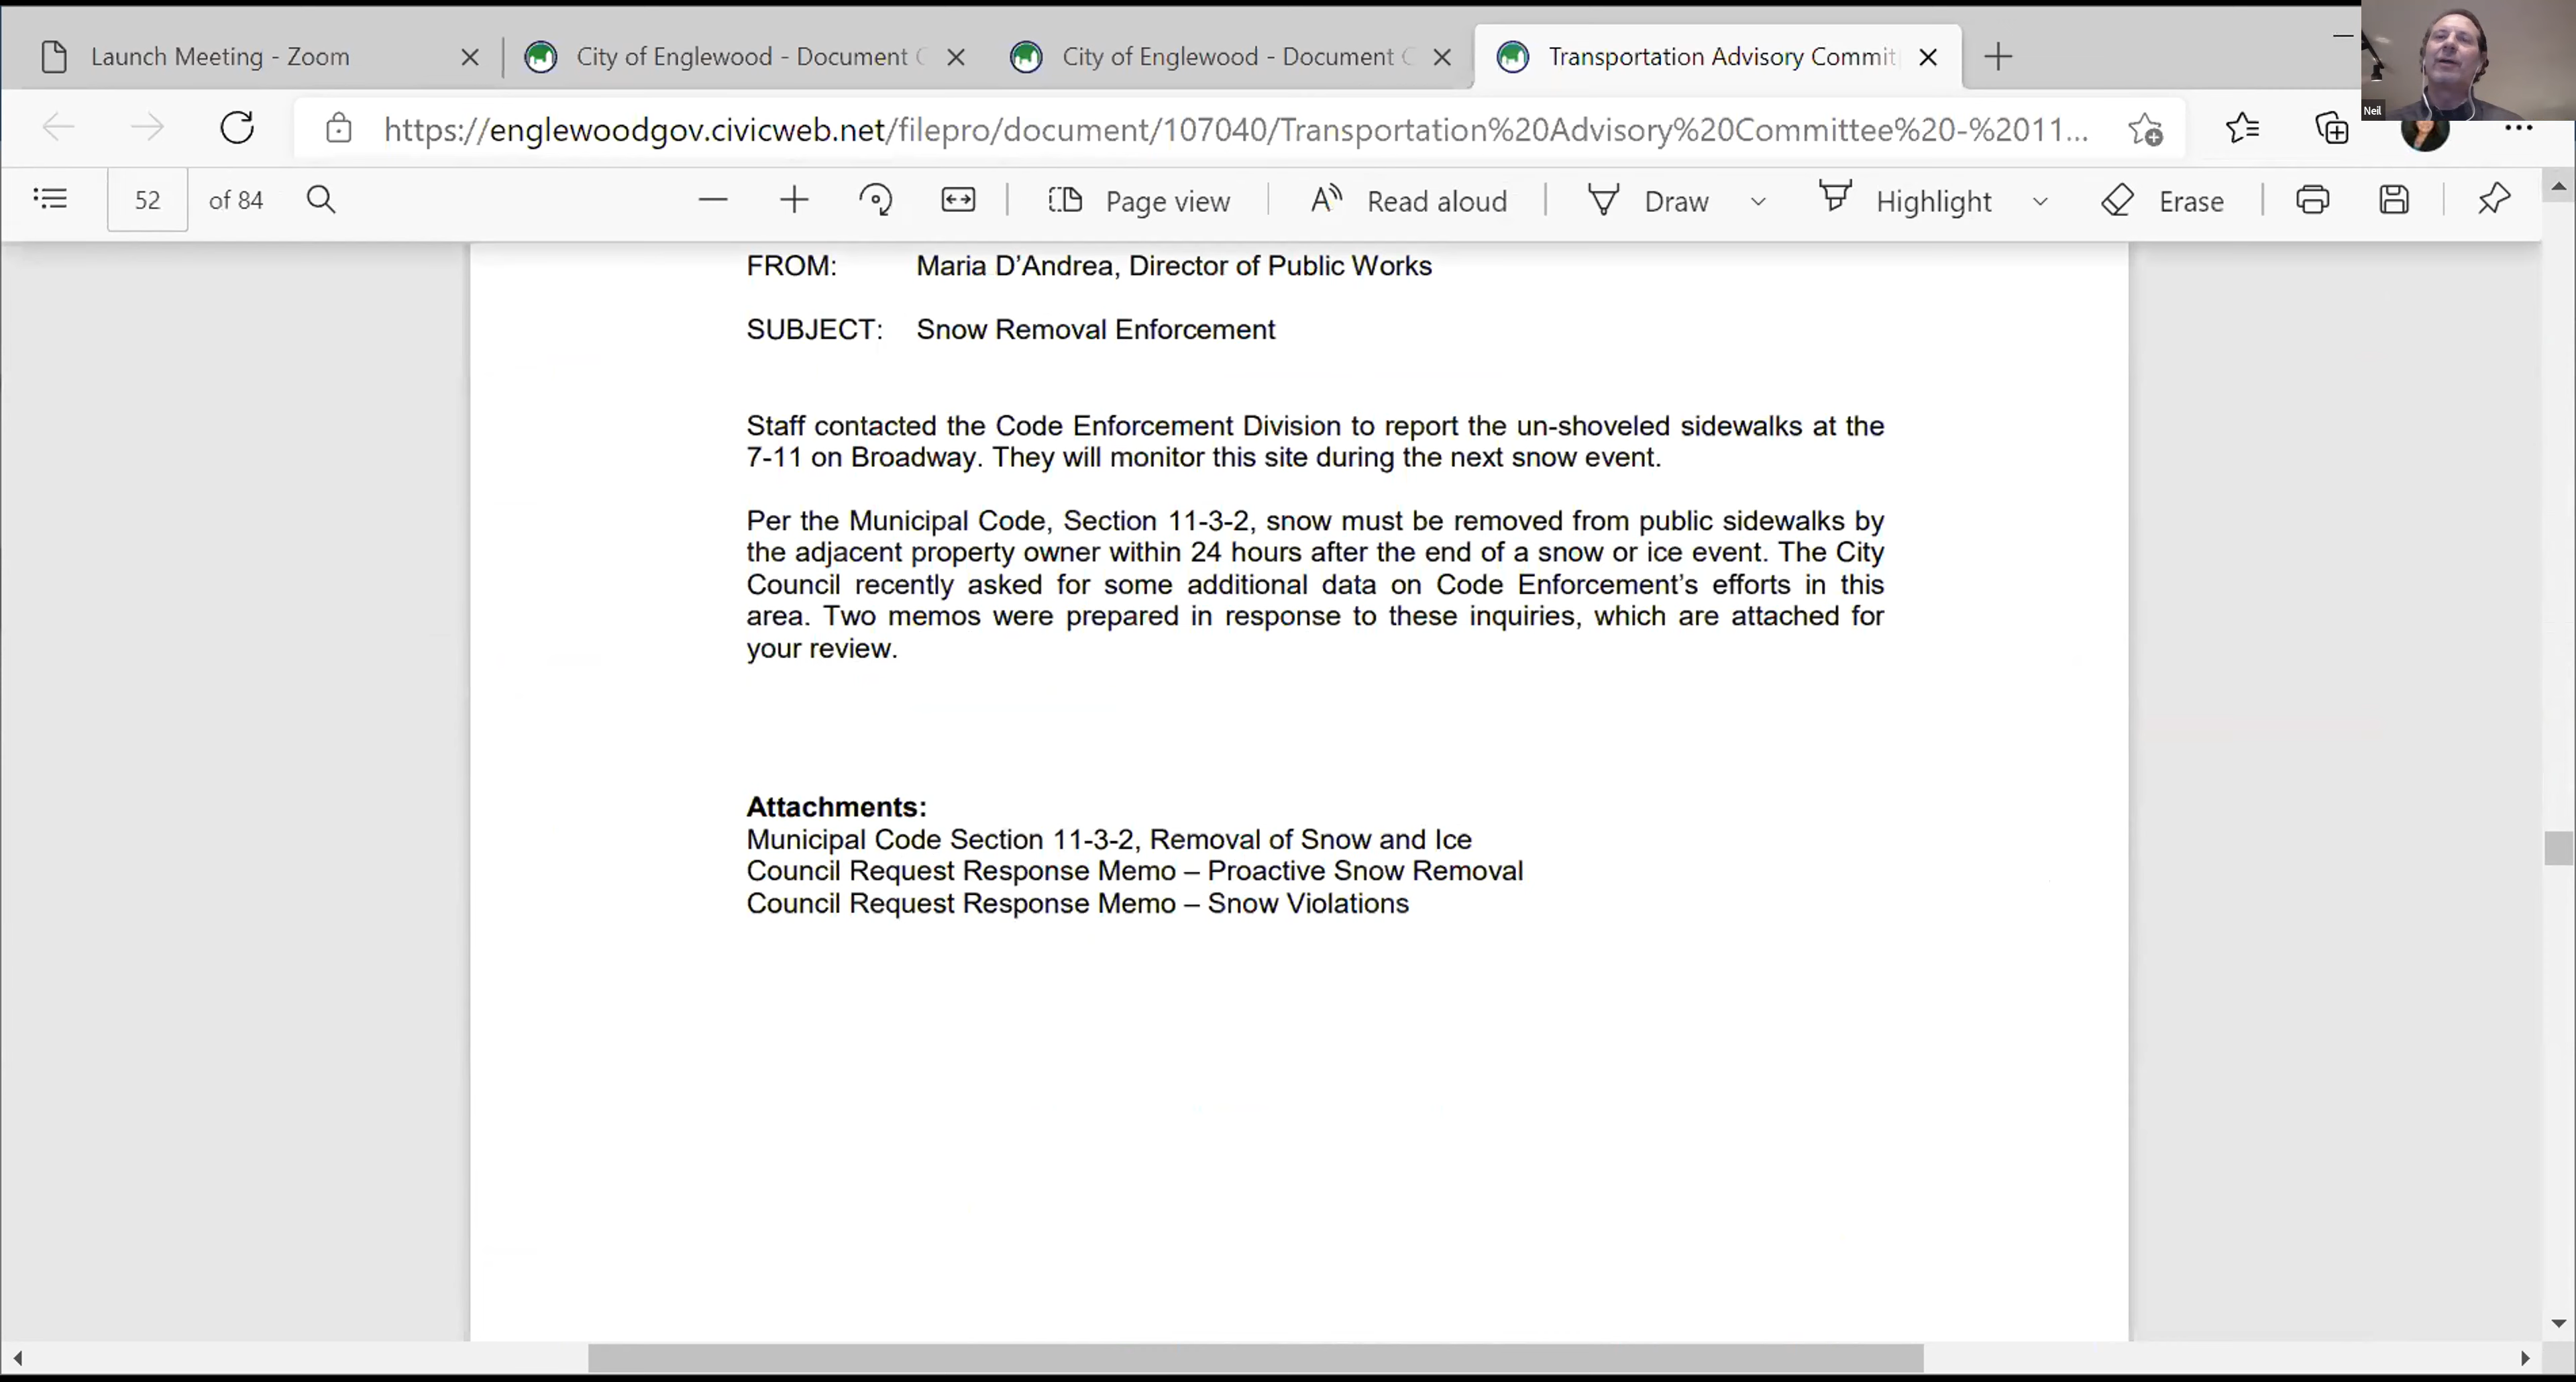 Launch Meeting - Zoom
City of Englewood - Document C
City of Englewood - Document C
Transportation Advisory Commit
Neil
https://englewoodgov.civicweb.net/filepro/document/107040/Transportation%20Advisory%20Committee%20-%2011...
52 of 84
Page view
Read aloud
Draw
Highlight
Erase
FROM: Maria D'Andrea, Director of Public Works
SUBJECT: Snow Removal Enforcement
Staff contacted the Code Enforcement Division to report the un-shoveled sidewalks at the
7-11 on Broadway. They will monitor this site during the next snow event.
Per the Municipal Code, Section 11-3-2, snow must be removed from public sidewalks by
the adjacent property owner within 24 hours after the end of a snow or ice event. The City
Council recently asked for some additional data on Code Enforcement's efforts in this
area. Two memos were prepared in response to these inquiries, which are attached for
your review.
Attachments:
Municipal Code Section 11-3-2, Removal of Snow and Ice
Council Request Response Memo – Proactive Snow Removal
Council Request Response Memo – Snow Violations